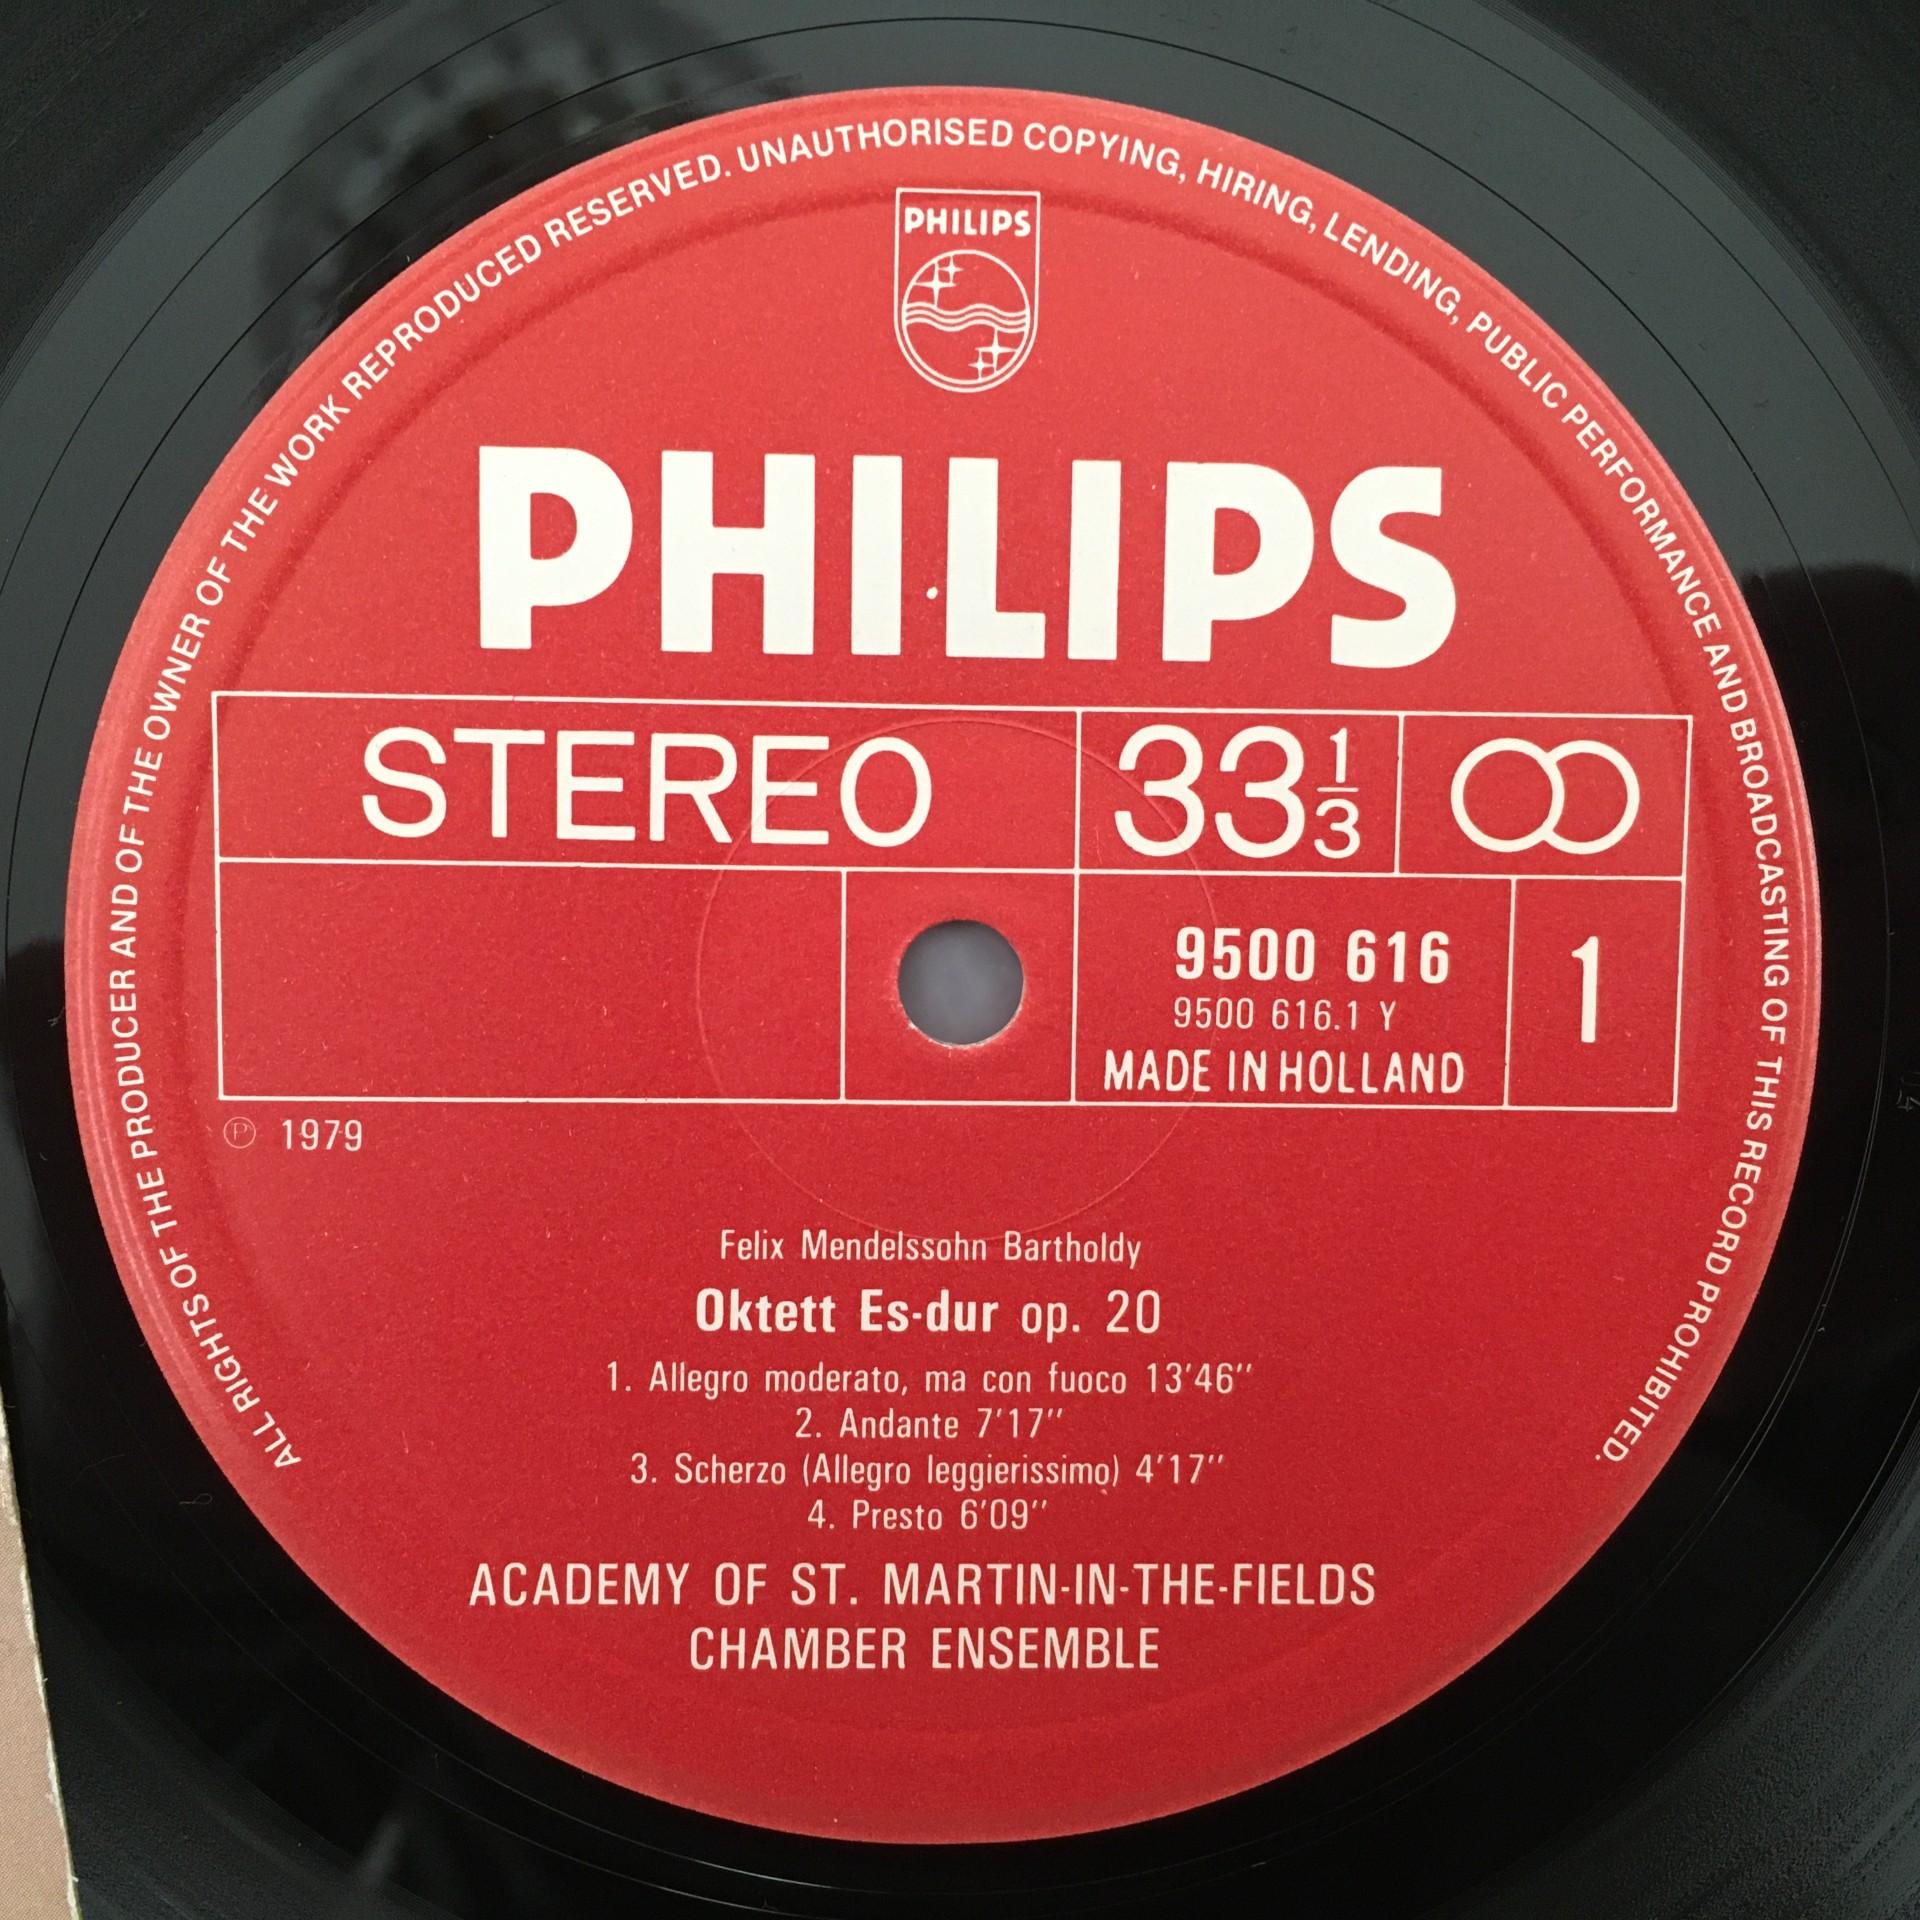 ALL RIGHTS OF THE PRODUCER AND OF THE OWNER OF THE WORK REPRODUCED RESERVED. UNAUTHORISED COPYING, HIRING, LENDING, PUBLIC PERFORMANCE AND BROADCASTING OF THIS RECORD PROHIBITED.
PHILIPS
PHILIPS
STEREO 33 1/3
9500 616
9500 616.1 Y
MADE IN HOLLAND
1
℗ 1979
Felix Mendelssohn Bartholdy
Oktett Es-dur op. 20
1. Allegro moderato, ma con fuoco 13'46''
2. Andante 7'17''
3. Scherzo (Allegro leggierissimo) 4'17''
4. Presto 6'09''
ACADEMY OF ST. MARTIN-IN-THE-FIELDS
CHAMBER ENSEMBLE